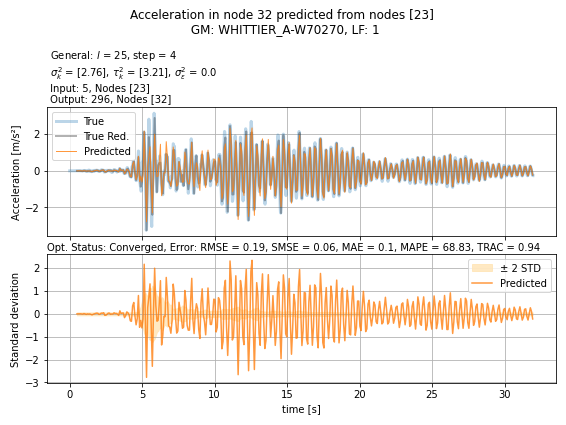 Acceleration in node 32 predicted from nodes [23]
GM: WHITTIER_A-W70270, LF: 1
General: l = 25, step = 4
σ²ₖ = [2.76], τ²ₖ = [3.21], σ²ε = 0.0
Input: 5, Nodes [23]
Output: 296, Nodes [32]
True
True Red.
Predicted
Acceleration [m/s²]
2
0
−2
Opt. Status: Converged, Error: RMSE = 0.19, SMSE = 0.06, MAE = 0.1, MAPE = 68.83, TRAC = 0.94
± 2 STD
Predicted
Standard deviation
2
1
0
−1
−2
−3
0 5 10 15 20 25 30
time [s]